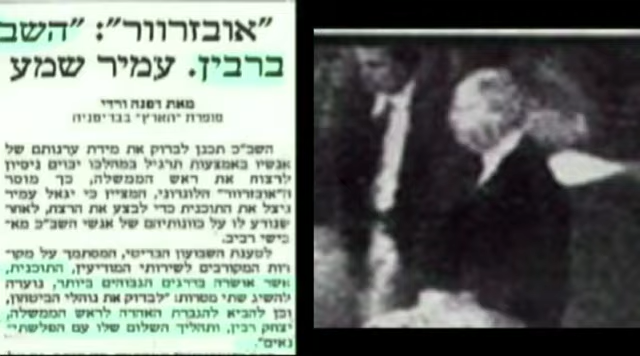 "אובזרוור": "השב
ברבין. עמיר שמע
מאת דפנה ורדי
סופרת "הארץ" בבריטניה
השב"כ תכנן לבדוק את מידת ערנותם של
אנשיו באמצעות תרגיל במהלכו יבוים ניסיון
לרצוח את ראש הממשלה, כך מוסר
ה"אובזרוור" הלונדוני, המציין כי יגאל עמיר
ניצל את התוכנית כדי לבצע את הרצח, לאחר
שנודע לו על כוונותיהם של אנשי השב"כ מא־
בישי רביב.
לטענת השבועון הבריטי, המסתמך על מקו־
רות המקורבים לשירותי המודיעין, התוכנית,
אשר אושרה בדרגים הגבוהים ביותר, נועדה
להשיג שתי מטרות: "לבדוק את נוהלי הביטחון,
וכן להביא להגברת האהדה לראש הממשלה,
יצחק רבין, ותהליך השלום שלו עם הפלשתי־
נאים".